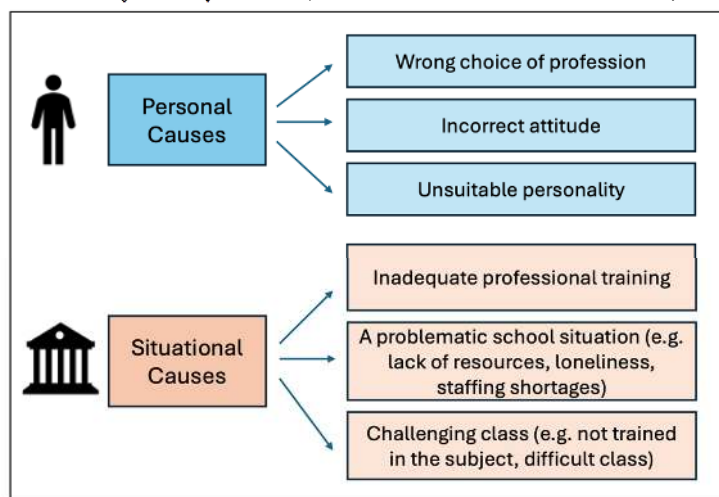 Personal
Causes
Wrong choice of profession
Incorrect attitude
Unsuitable personality
Situational
Causes
Inadequate professional training
A problematic school situation (e.g.
lack of resources, loneliness,
staffing shortages)
Challenging class (e.g. not trained
in the subject, difficult class)